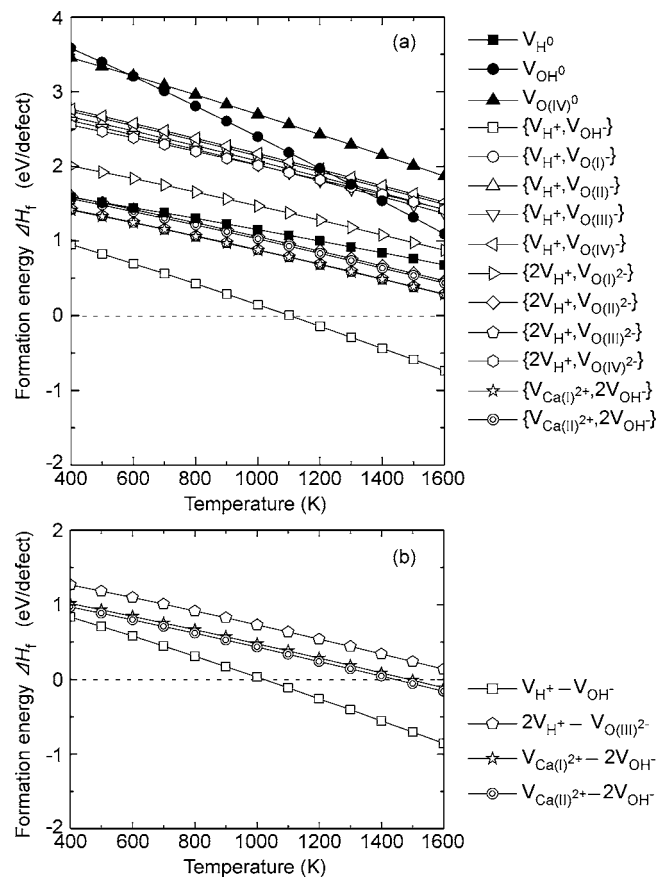 (a)
4
3
2
1
0
-1
-2
400 600 800 1000 1200 1400 1600
Temperature (K)
Formation energy ΔHf (eV/defect)
V_H^0
V_OH^0
V_O(IV)^0
{V_H^+,V_OH^-}
{V_H^+,V_O(I)^-}
{V_H^+,V_O(II)^-}
{V_H^+,V_O(III)^-}
{V_H^+,V_O(IV)^-}
{2V_H^+,V_O(I)^2-}
{2V_H^+,V_O(II)^2-}
{2V_H^+,V_O(III)^2-}
{2V_H^+,V_O(IV)^2-}
{V_Ca(I)^2+,2V_OH^-}
{V_Ca(II)^2+,2V_OH^-}
(b)
2
1
0
-1
-2
400 600 800 1000 1200 1400 1600
Temperature (K)
Formation energy ΔHf (eV/defect)
V_H^+ – V_OH^-
2V_H^+ – V_O(III)^2-
V_Ca(I)^2+ – 2V_OH^-
V_Ca(II)^2+ – 2V_OH^-